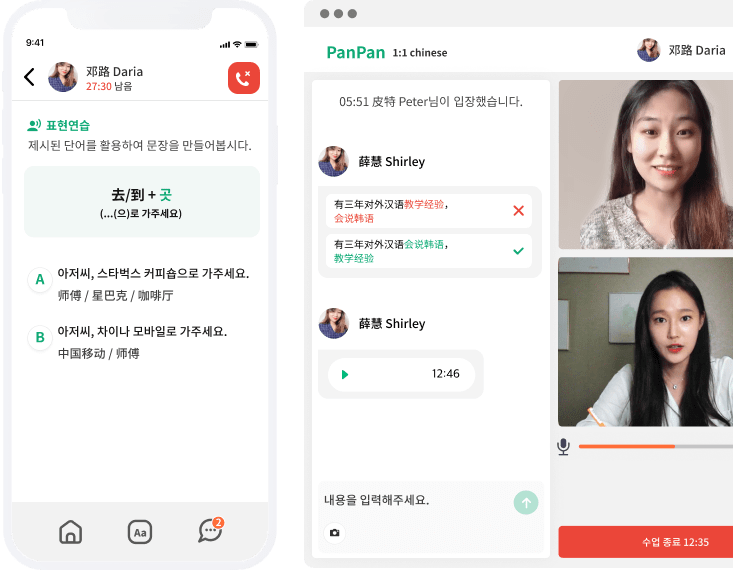 9:41
邓路 Daria
27:30 남음
표현연습
제시된 단어를 활용하여 문장을 만들어봅시다.
去/到 + 곳
(...(으)로 가주세요)
A
아저씨, 스타벅스 커피숍으로 가주세요.
师傅 / 星巴克 / 咖啡厅
B
아저씨, 차이나 모바일로 가주세요.
中国移动 / 师傅
Aa
2
PanPan 1:1 chinese
邓路 Daria
05:51 皮特 Peter님이 입장했습니다.
薛慧 Shirley
有三年对外汉语教学经验，
会说韩语
有三年对外汉语会说韩语，
教学经验
薛慧 Shirley
12:46
내용을 입력해주세요.
수업 종료 12:35